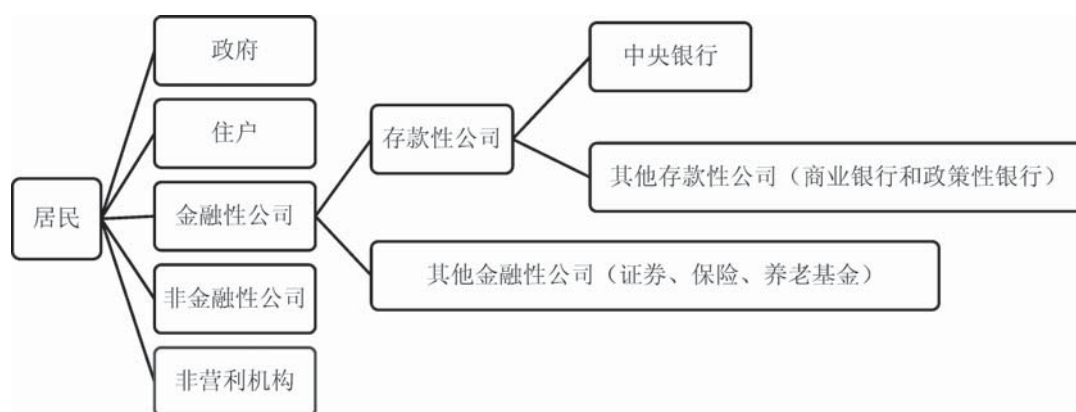 政府
中央银行
住户
存款性公司
其他存款性公司（商业银行和政策性银行）
居民
金融性公司
其他金融性公司（证券、保险、养老基金）
非金融性公司
非营利机构